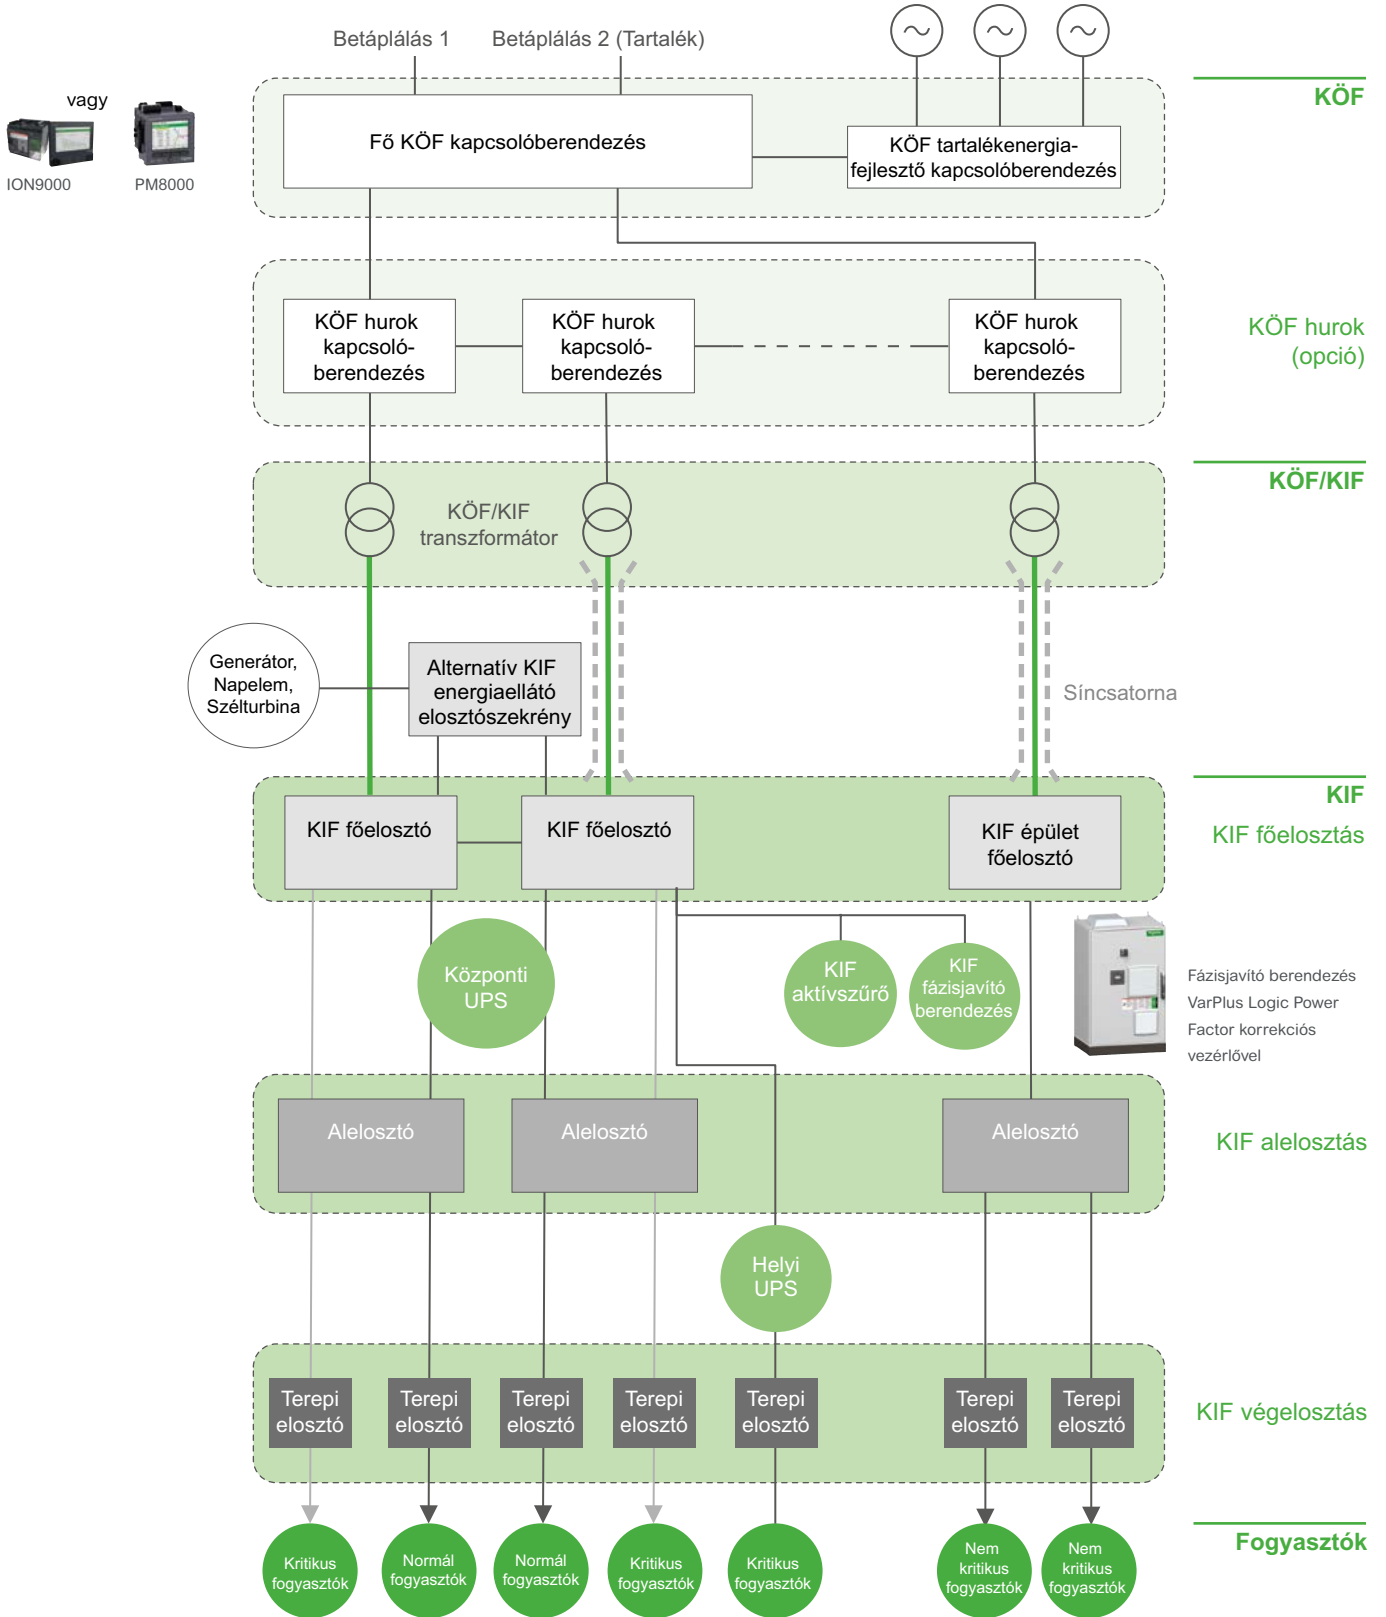 Betáplálás 1
Betáplálás 2 (Tartalék)
KÖF
vagy
ION9000
PM8000
Fő KÖF kapcsolóberendezés
KÖF tartalékenergia-
fejlesztő kapcsolóberendezés
KÖF hurok
kapcsoló-
berendezés
KÖF hurok
kapcsoló-
berendezés
KÖF hurok
kapcsoló-
berendezés
KÖF hurok
(opció)
KÖF/KIF
KÖF/KIF
transzformátor
Generátor,
Napelem,
Szélturbina
Alternatív KIF
energiaellátó
elosztószekrény
Síncsatorna
KIF
KIF főelosztás
KIF főelosztó
KIF főelosztó
KIF épület
főelosztó
Központi
UPS
KIF
aktívszűrő
KIF
fázisjavító
berendezés
Fázisjavító berendezés
VarPlus Logic Power
Factor korrekciós
vezérlővel
Alelosztó
Alelosztó
Alelosztó
KIF alelosztás
Helyi
UPS
Terepi
elosztó
Terepi
elosztó
Terepi
elosztó
Terepi
elosztó
Terepi
elosztó
Terepi
elosztó
Terepi
elosztó
KIF végelosztás
Fogyasztók
Kritikus
fogyasztók
Normál
fogyasztók
Normál
fogyasztók
Kritikus
fogyasztók
Kritikus
fogyasztók
Nem
kritikus
fogyasztók
Nem
kritikus
fogyasztók